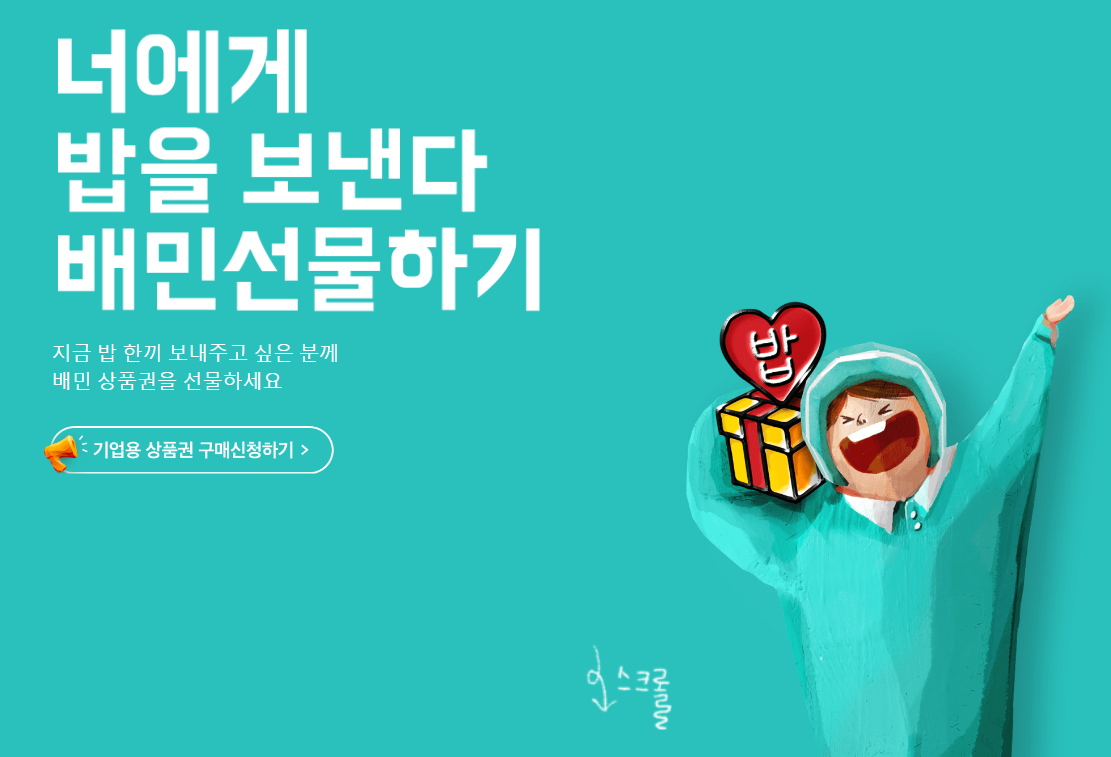 너에게
밥을 보낸다
배민선물하기
지금 밥 한끼 보내주고 싶은 분께
배민 상품권을 선물하세요
기업용 상품권 구매신청하기 >
밥
스크롤